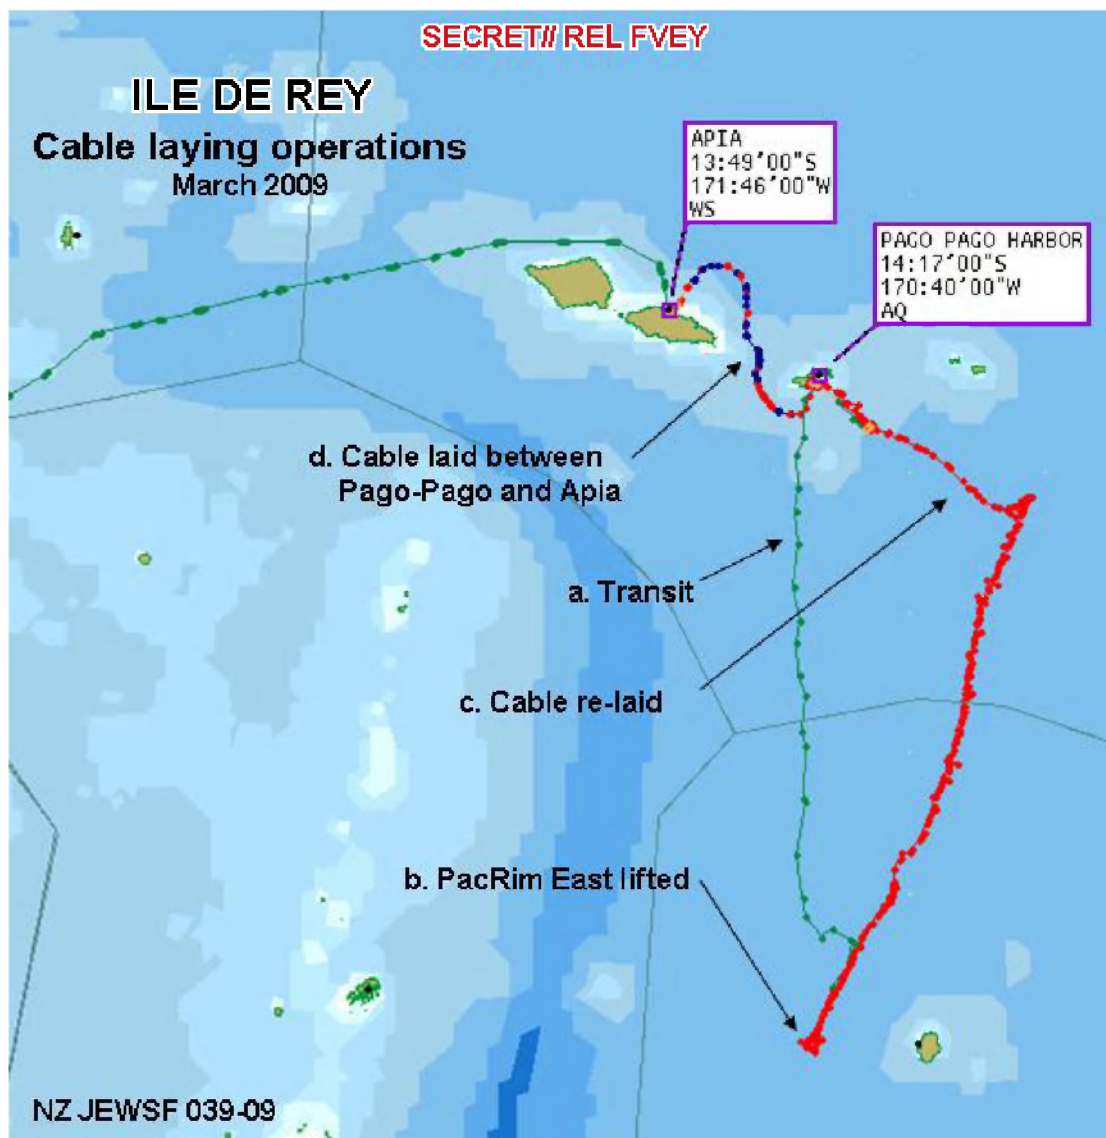 SECRET// REL FVEY
ILE DE REY
Cable laying operations
March 2009
APIA
13:49'00"S
171:46'00"W
WS
PAGO PAGO HARBOR
14:17'00"S
170:40'00"W
AQ
d. Cable laid between
Pago-Pago and Apia
a. Transit
c. Cable re-laid
b. PacRim East lifted
NZ JEWSF 039-09